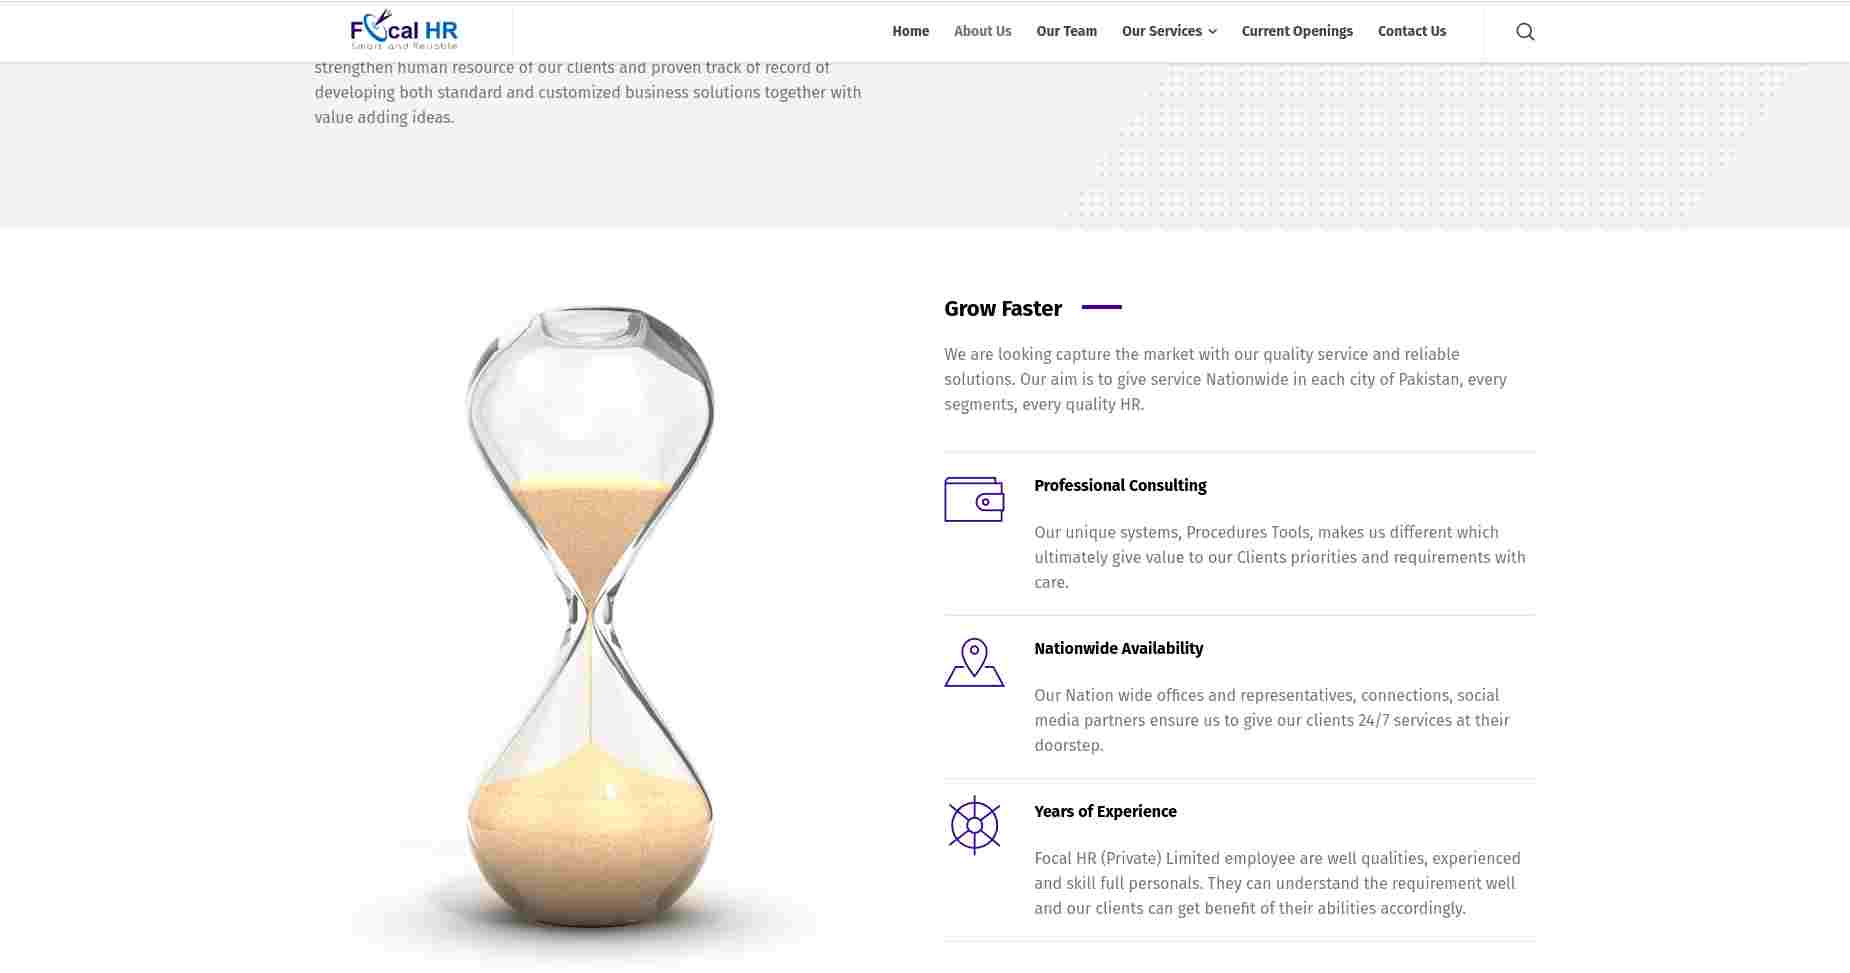 Focal HR
Smart and Reliable
Home About Us Our Team Our Services Current Openings Contact Us
strengthen human resource of our clients and proven track of record of
developing both standard and customized business solutions together with
value adding ideas.
Grow Faster
We are looking capture the market with our quality service and reliable
solutions. Our aim is to give service Nationwide in each city of Pakistan, every
segments, every quality HR.
Professional Consulting
Our unique systems, Procedures Tools, makes us different which
ultimately give value to our Clients priorities and requirements with
care.
Nationwide Availability
Our Nation wide offices and representatives, connections, social
media partners ensure us to give our clients 24/7 services at their
doorstep.
Years of Experience
Focal HR (Private) Limited employee are well qualities, experienced
and skill full personals. They can understand the requirement well
and our clients can get benefit of their abilities accordingly.